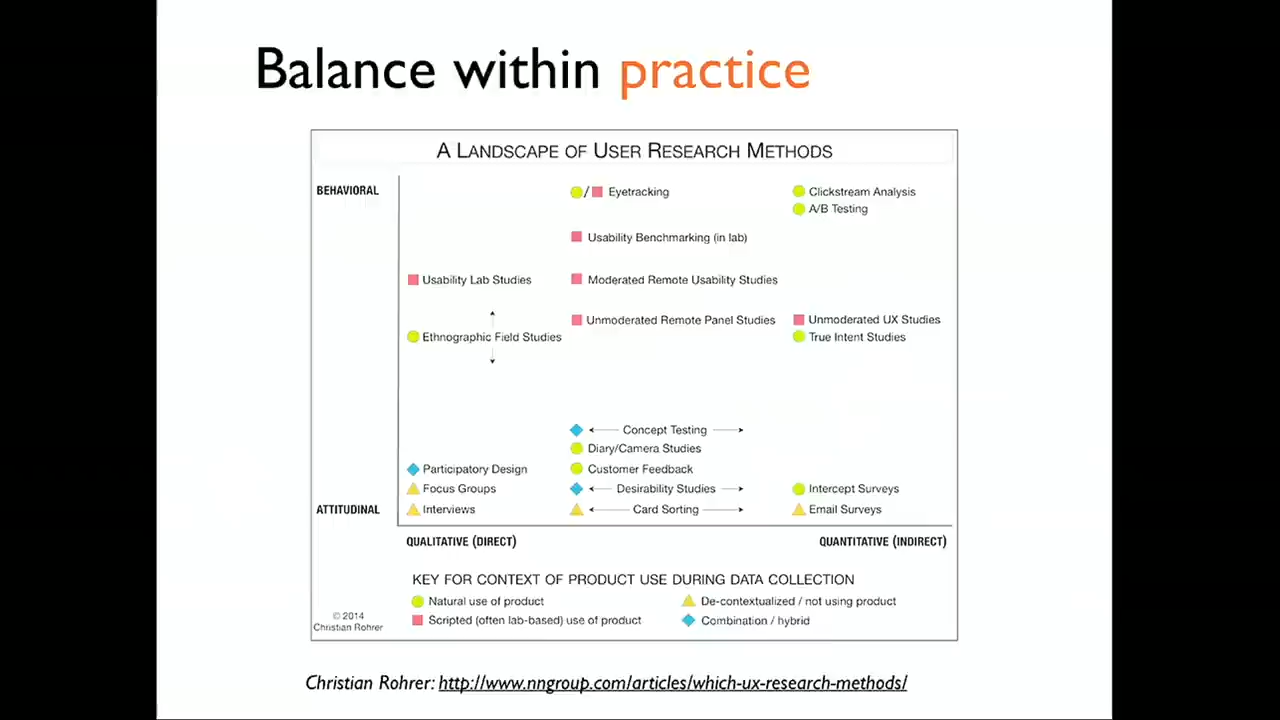 Balance within practice
A LANDSCAPE OF USER RESEARCH METHODS
BEHAVIORAL
/ Eyetracking
Clickstream Analysis
A/B Testing
Usability Benchmarking (in lab)
Usability Lab Studies
Moderated Remote Usability Studies
Unmoderated Remote Panel Studies
Unmoderated UX Studies
Ethnographic Field Studies
True Intent Studies
Concept Testing
Diary/Camera Studies
Participatory Design
Customer Feedback
Focus Groups
Desirability Studies
Intercept Surveys
ATTITUDINAL
Interviews
Card Sorting
Email Surveys
QUALITATIVE (DIRECT)
QUANTITATIVE (INDIRECT)
KEY FOR CONTEXT OF PRODUCT USE DURING DATA COLLECTION
Natural use of product
De-contextualized / not using product
Scripted (often lab-based) use of product
Combination / hybrid
© 2014
Christian Rohrer
Christian Rohrer: http://www.nngroup.com/articles/which-ux-research-methods/